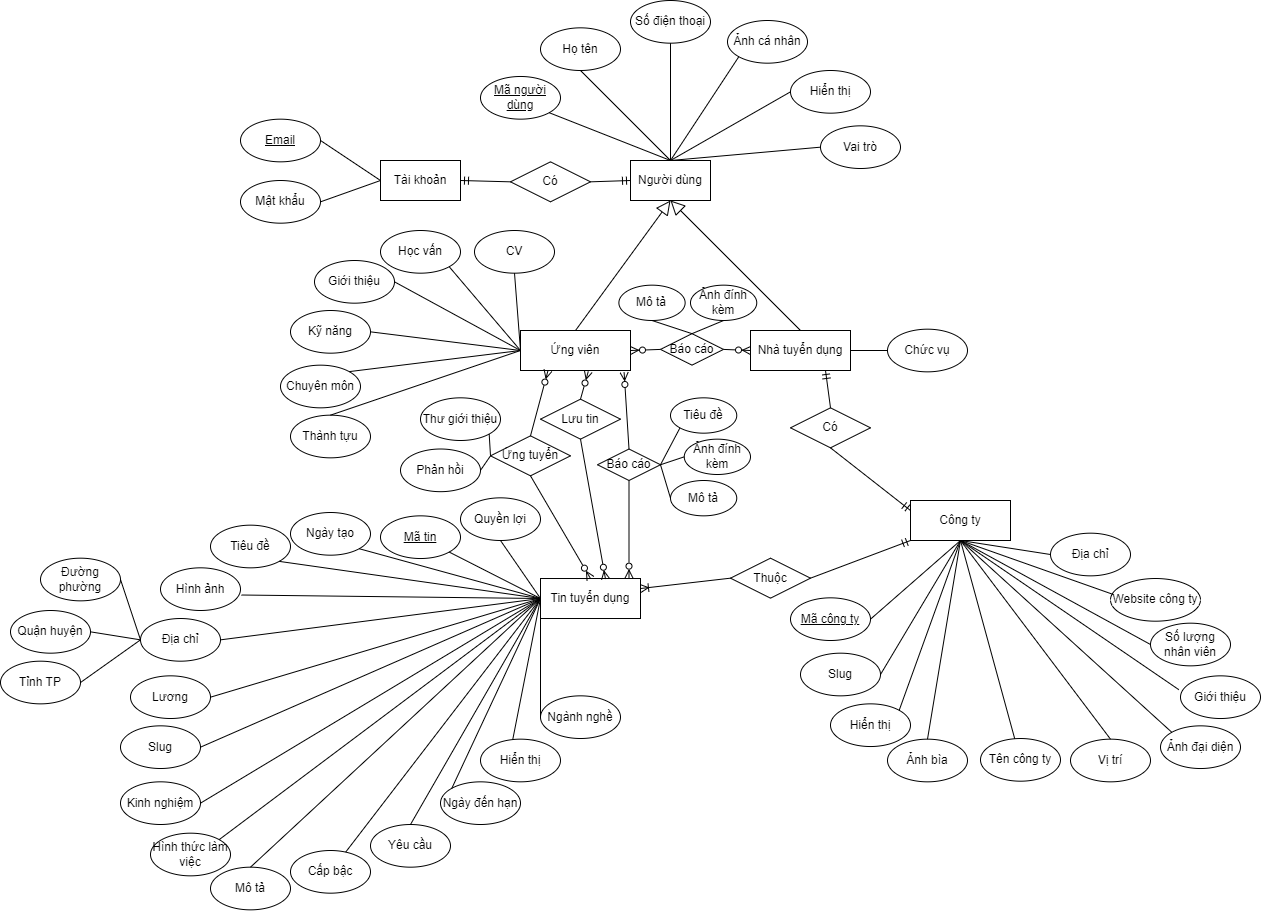 Số điện thoại
Ảnh cá nhân
Họ tên
Hiển thị
Mã người
dùng
Vai trò
Email
Tài khoản
Có
Người dùng
Mật khẩu
Học vấn
CV
Giới thiệu
Mô tả
Ảnh đính
kèm
Kỹ năng
Ứng viên
Báo cáo
Nhà tuyển dụng
Chức vụ
Chuyên môn
Thư giới thiệu
Lưu tin
Tiêu đề
Có
Thành tựu
Ứng tuyển
Báo cáo
Ảnh đính
kèm
Phản hồi
Mô tả
Quyền lợi
Công ty
Ngày tạo
Mã tin
Tiêu đề
Địa chỉ
Đường
phường
Hình ảnh
Thuộc
Tin tuyển dụng
Website công ty
Mã công ty
Quận huyện
Địa chỉ
Số lượng
nhân viên
Tỉnh TP
Slug
Lương
Giới thiệu
Ngành nghề
Hiển thị
Slug
Ảnh đại diện
Hiển thị
Ảnh bìa
Tên công ty
Vị trí
Kinh nghiệm
Ngày đến hạn
Hình thức làm
việc
Yêu cầu
Cấp bậc
Mô tả